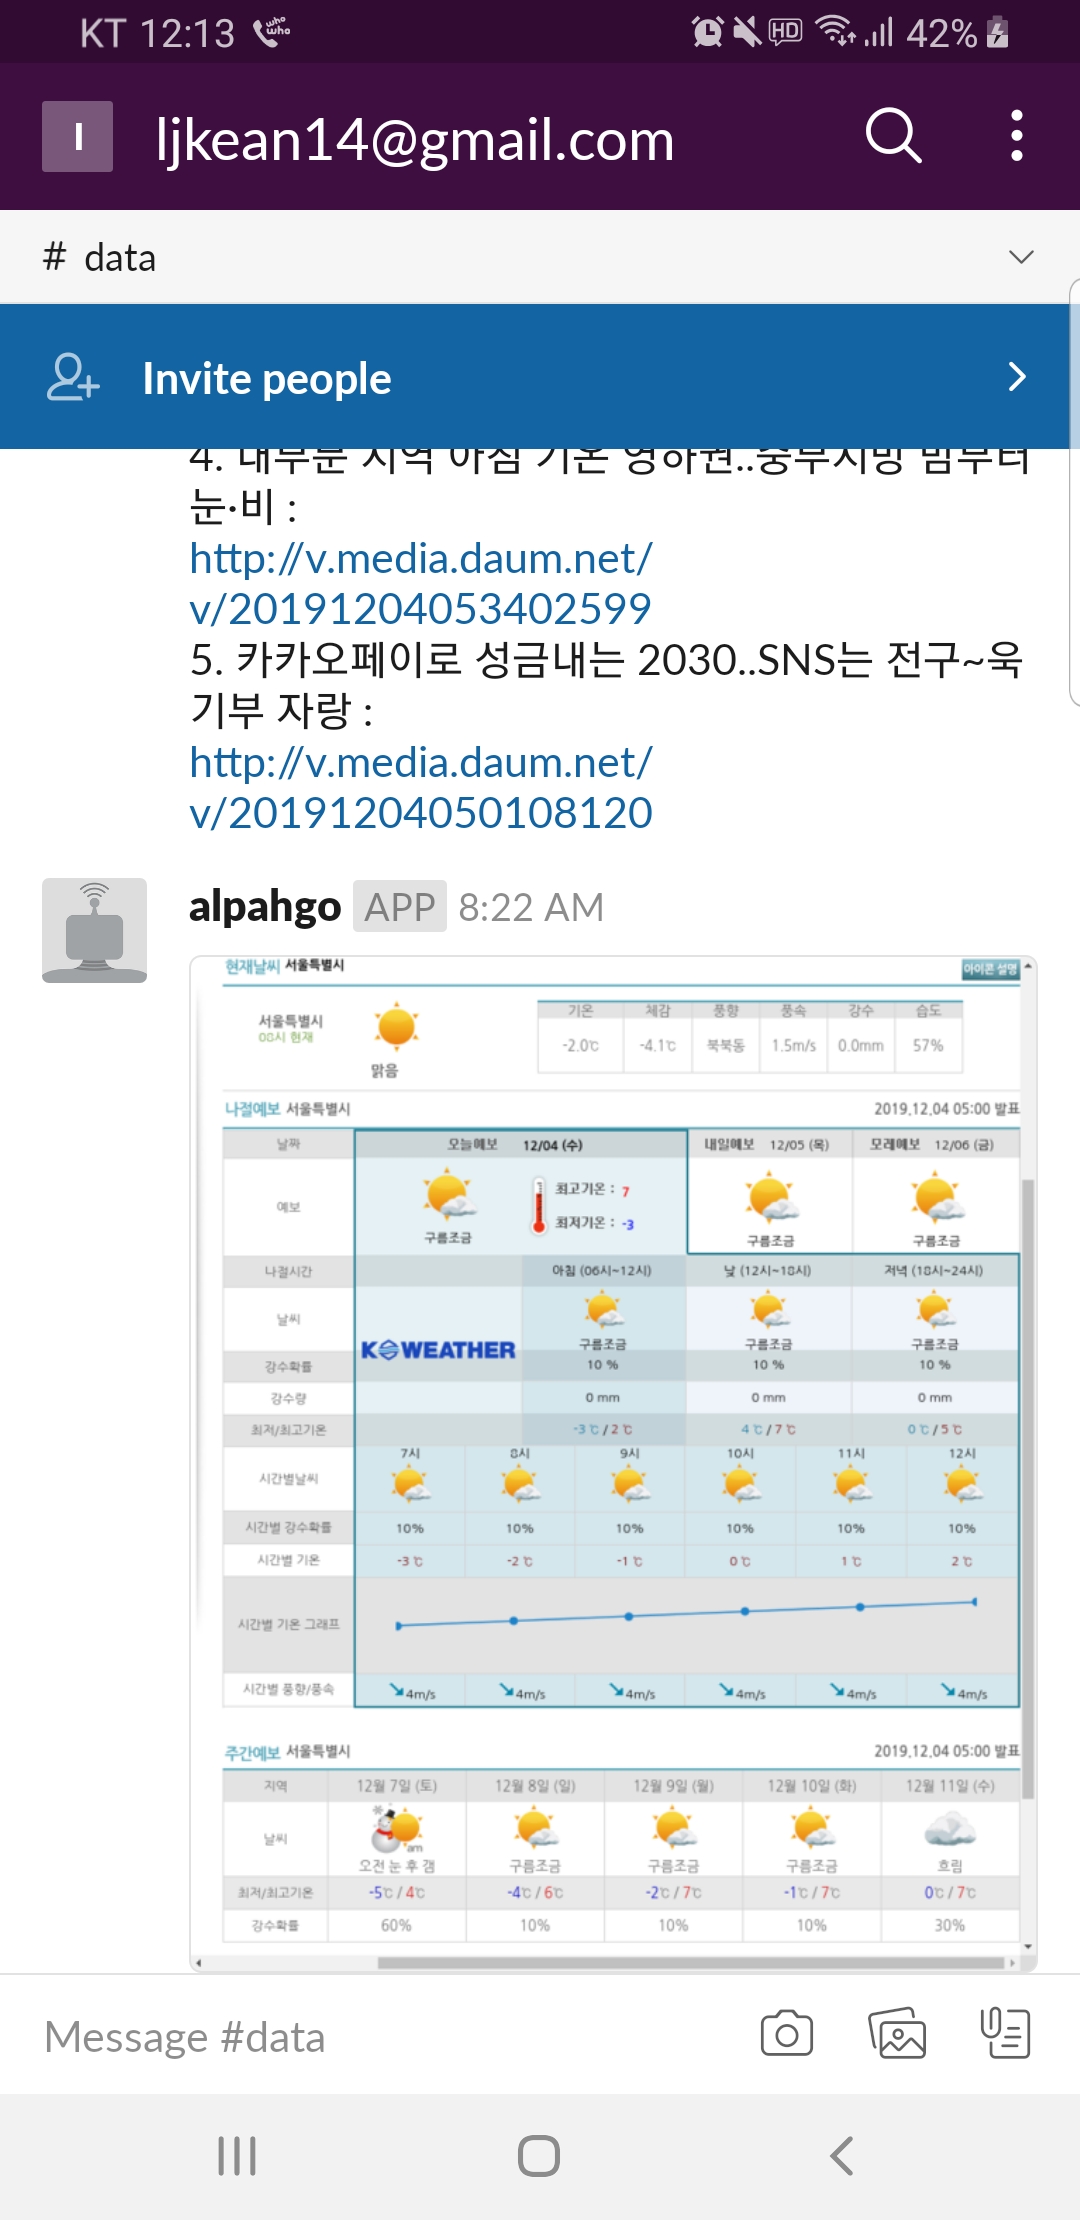 KT 12:13
who
who
HD
42%
I
ljkean14@gmail.com
# data
Invite people
4. 대부분 지역 아침 기온 영하권..중부지방 밤부터
눈·비 :
http://v.media.daum.net/
v/20191204053402599
5. 카카오페이로 성금내는 2030..SNS는 전구~욱
기부 자랑 :
http://v.media.daum.net/
v/20191204050108120
alpahgo APP 8:22 AM
현재날씨 서울특별시
아이콘 설명
서울특별시
08시 현재
맑음
기온 체감 풍향 풍속 강수 습도
-2.0℃ -4.1℃ 북북동 1.5m/s 0.0mm 57%
나절예보 서울특별시 2019.12.04 05:00 발표
날짜 오늘예보 12/04 (수) 내일예보 12/05 (목) 모레예보 12/06 (금)
예보
최고기온 : 7
최저기온 : -3
구름조금 구름조금 구름조금
나절시간 아침 (06시~12시) 낮 (12시~18시) 저녁 (18시~24시)
날씨
K WEATHER
구름조금 구름조금 구름조금
강수확률 10 % 10 % 10 %
강수량 0 mm 0 mm 0 mm
최저/최고기온 -3 ℃ / 2 ℃ 4 ℃ / 7 ℃ 0 ℃ / 5 ℃
7시 8시 9시 10시 11시 12시
시간별날씨
시간별 강수확률 10% 10% 10% 10% 10% 10%
시간별 기온 -3 ℃ -2 ℃ -1 ℃ 0 ℃ 1 ℃ 2 ℃
시간별 기온 그래프
시간별 풍향/풍속 4m/s 4m/s 4m/s 4m/s 4m/s 4m/s
주간예보 서울특별시 2019.12.04 05:00 발표
지역 12월 7일 (토) 12월 8일 (일) 12월 9일 (월) 12월 10일 (화) 12월 11일 (수)
날씨
am
오전 눈 후 갬 구름조금 구름조금 구름조금 흐림
최저/최고기온 -5℃ / 4℃ -4℃ / 6℃ -2℃ / 7℃ -1℃ / 7℃ 0℃ / 7℃
강수확률 60% 10% 10% 10% 30%
Message #data